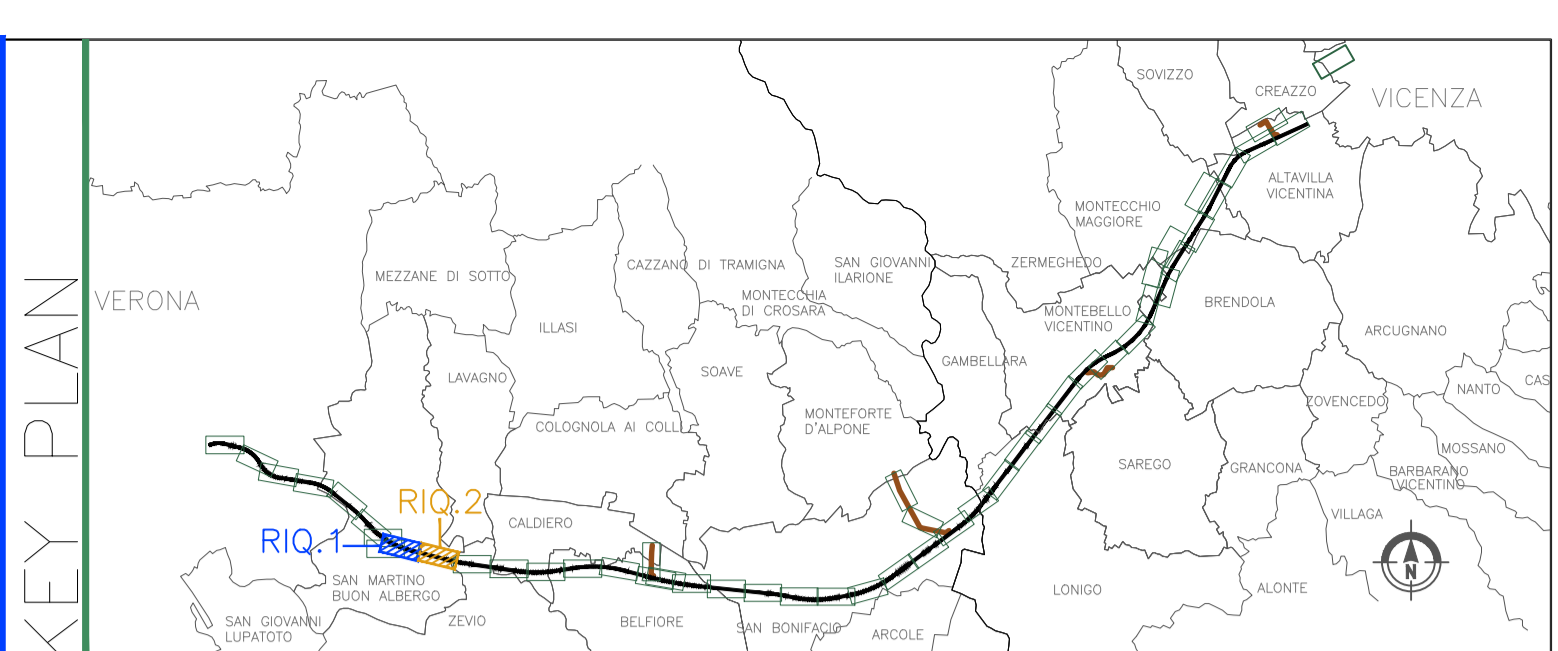 KEY PLAN
SOVIZZO
CREAZZO
VICENZA
ALTAVILLA
VICENTINA
MONTECCHIO
MAGGIORE
MEZZANE DI SOTTO
CAZZANO DI TRAMIGNA
SAN GIOVANNI
ILARIONE
ZERMEGHEDO
VERONA
MONTECCHIA
DI CROSARA
MONTEBELLO
VICENTINO
BRENDOLA
ILLASI
ARCUGNANO
GAMBELLARA
LAVAGNO
SOAVE
NANTO
CAS
ZOVENCEDO
COLOGNOLA AI COLLI
MONTEFORTE
D'ALPONE
MOSSANO
SAREGO
GRANCONA
BARBARANO
VICENTINO
RIQ.2
CALDIERO
VILLAGA
RIQ.1
N
SAN MARTINO
BUON ALBERGO
LONIGO
ALONTE
SAN GIOVANNI
LUPATOTO
ZEVIO
BELFIORE
SAN BONIFACIO
ARCOLE